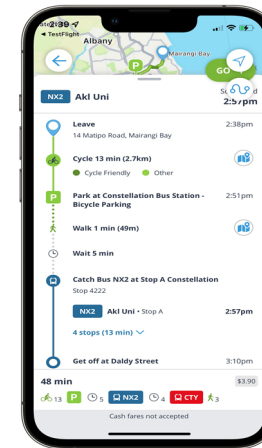 2:39
TestFlight
Albany
Mairangi Bay
P
GO
NX2 Akl Uni
2:57pm
Leave 2:38pm
14 Matipo Road, Mairangi Bay
Cycle 13 min (2.7km)
Cycle Friendly Other
P Park at Constellation Bus Station - 2:51pm
Bicycle Parking
Walk 1 min (49m)
Wait 5 min
Catch Bus NX2 at Stop A Constellation
Stop 4222
NX2 Akl Uni • Stop A 2:57pm
4 stops (13 min)
Get off at Daldy Street 3:10pm
48 min $3.90
13 P 5 NX2 4 CTY 3
Cash fares not accepted